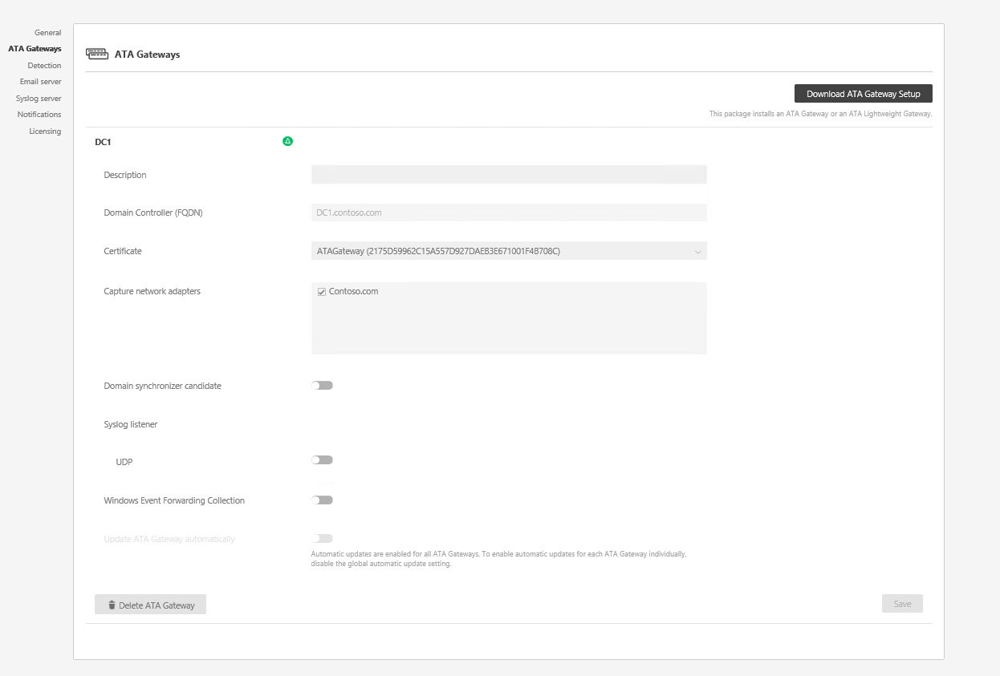 General
ATA Gateways
Detection
Email server
Syslog server
Notifications
Licensing
ATA Gateways
Download ATA Gateway Setup
This package installs an ATA Gateway or an ATA Lightweight Gateway.
DC1
Description
Domain Controller (FQDN)
DC1.contoso.com
Certificate
ATAGateway (2175D59962C15A557D927DAEB3E671001F4B708C)
Capture network adapters
Contoso.com
Domain synchronizer candidate
Syslog listener
UDP
Windows Event Forwarding Collection
Update ATA Gateway automatically
Automatic updates are enabled for all ATA Gateways. To enable automatic updates for each ATA Gateway individually,
disable the global automatic update setting.
Delete ATA Gateway
Save